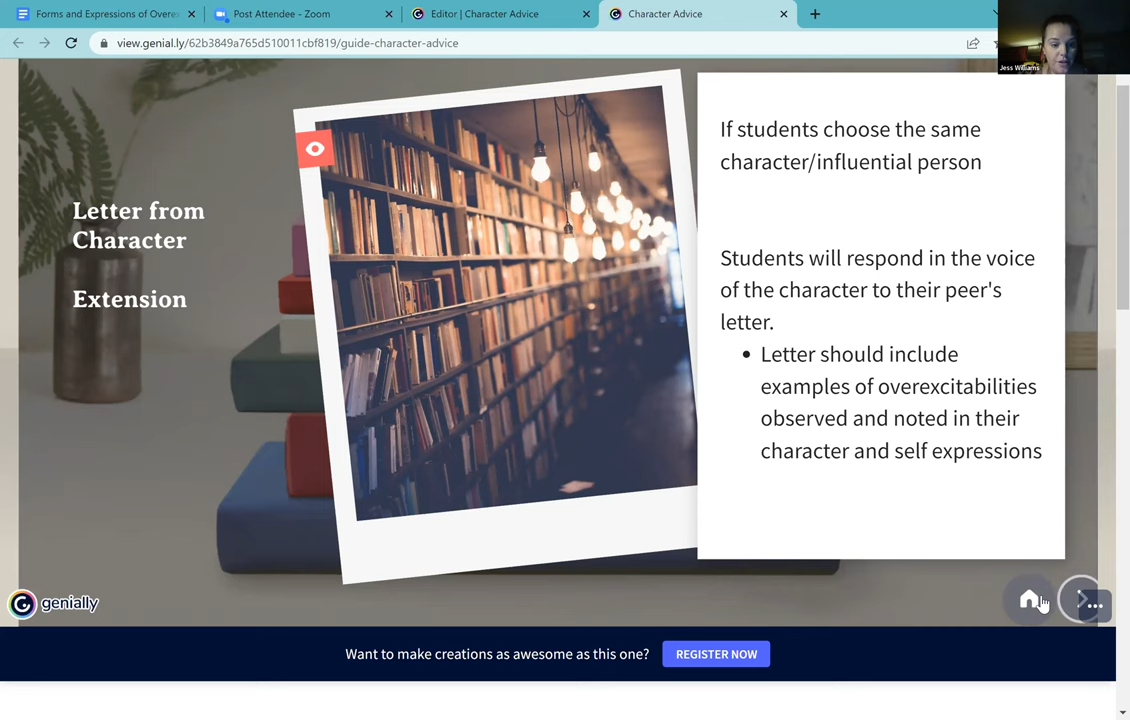 Forms and Expressions of Overex
Post Attendee - Zoom
Editor | Character Advice
Character Advice
view.genial.ly/62b3849a765d510011cbf819/guide-character-advice
Jess Williams
Letter from
Character
Extension
If students choose the same
character/influential person
Students will respond in the voice
of the character to their peer's
letter.
• Letter should include
examples of overexcitabilities
observed and noted in their
character and self expressions
genially
Want to make creations as awesome as this one?
REGISTER NOW